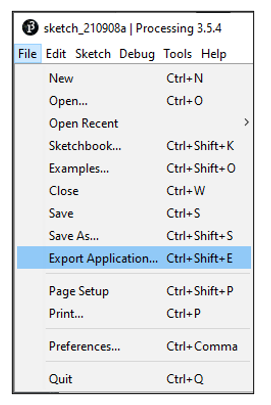 sketch_210908a | Processing 3.5.4
File Edit Sketch Debug Tools Help
New Ctrl+N
Open... Ctrl+O
Open Recent >
Sketchbook... Ctrl+Shift+K
Examples... Ctrl+Shift+O
Close Ctrl+W
Save Ctrl+S
Save As... Ctrl+Shift+S
Export Application... Ctrl+Shift+E
Page Setup Ctrl+Shift+P
Print... Ctrl+P
Preferences... Ctrl+Comma
Quit Ctrl+Q